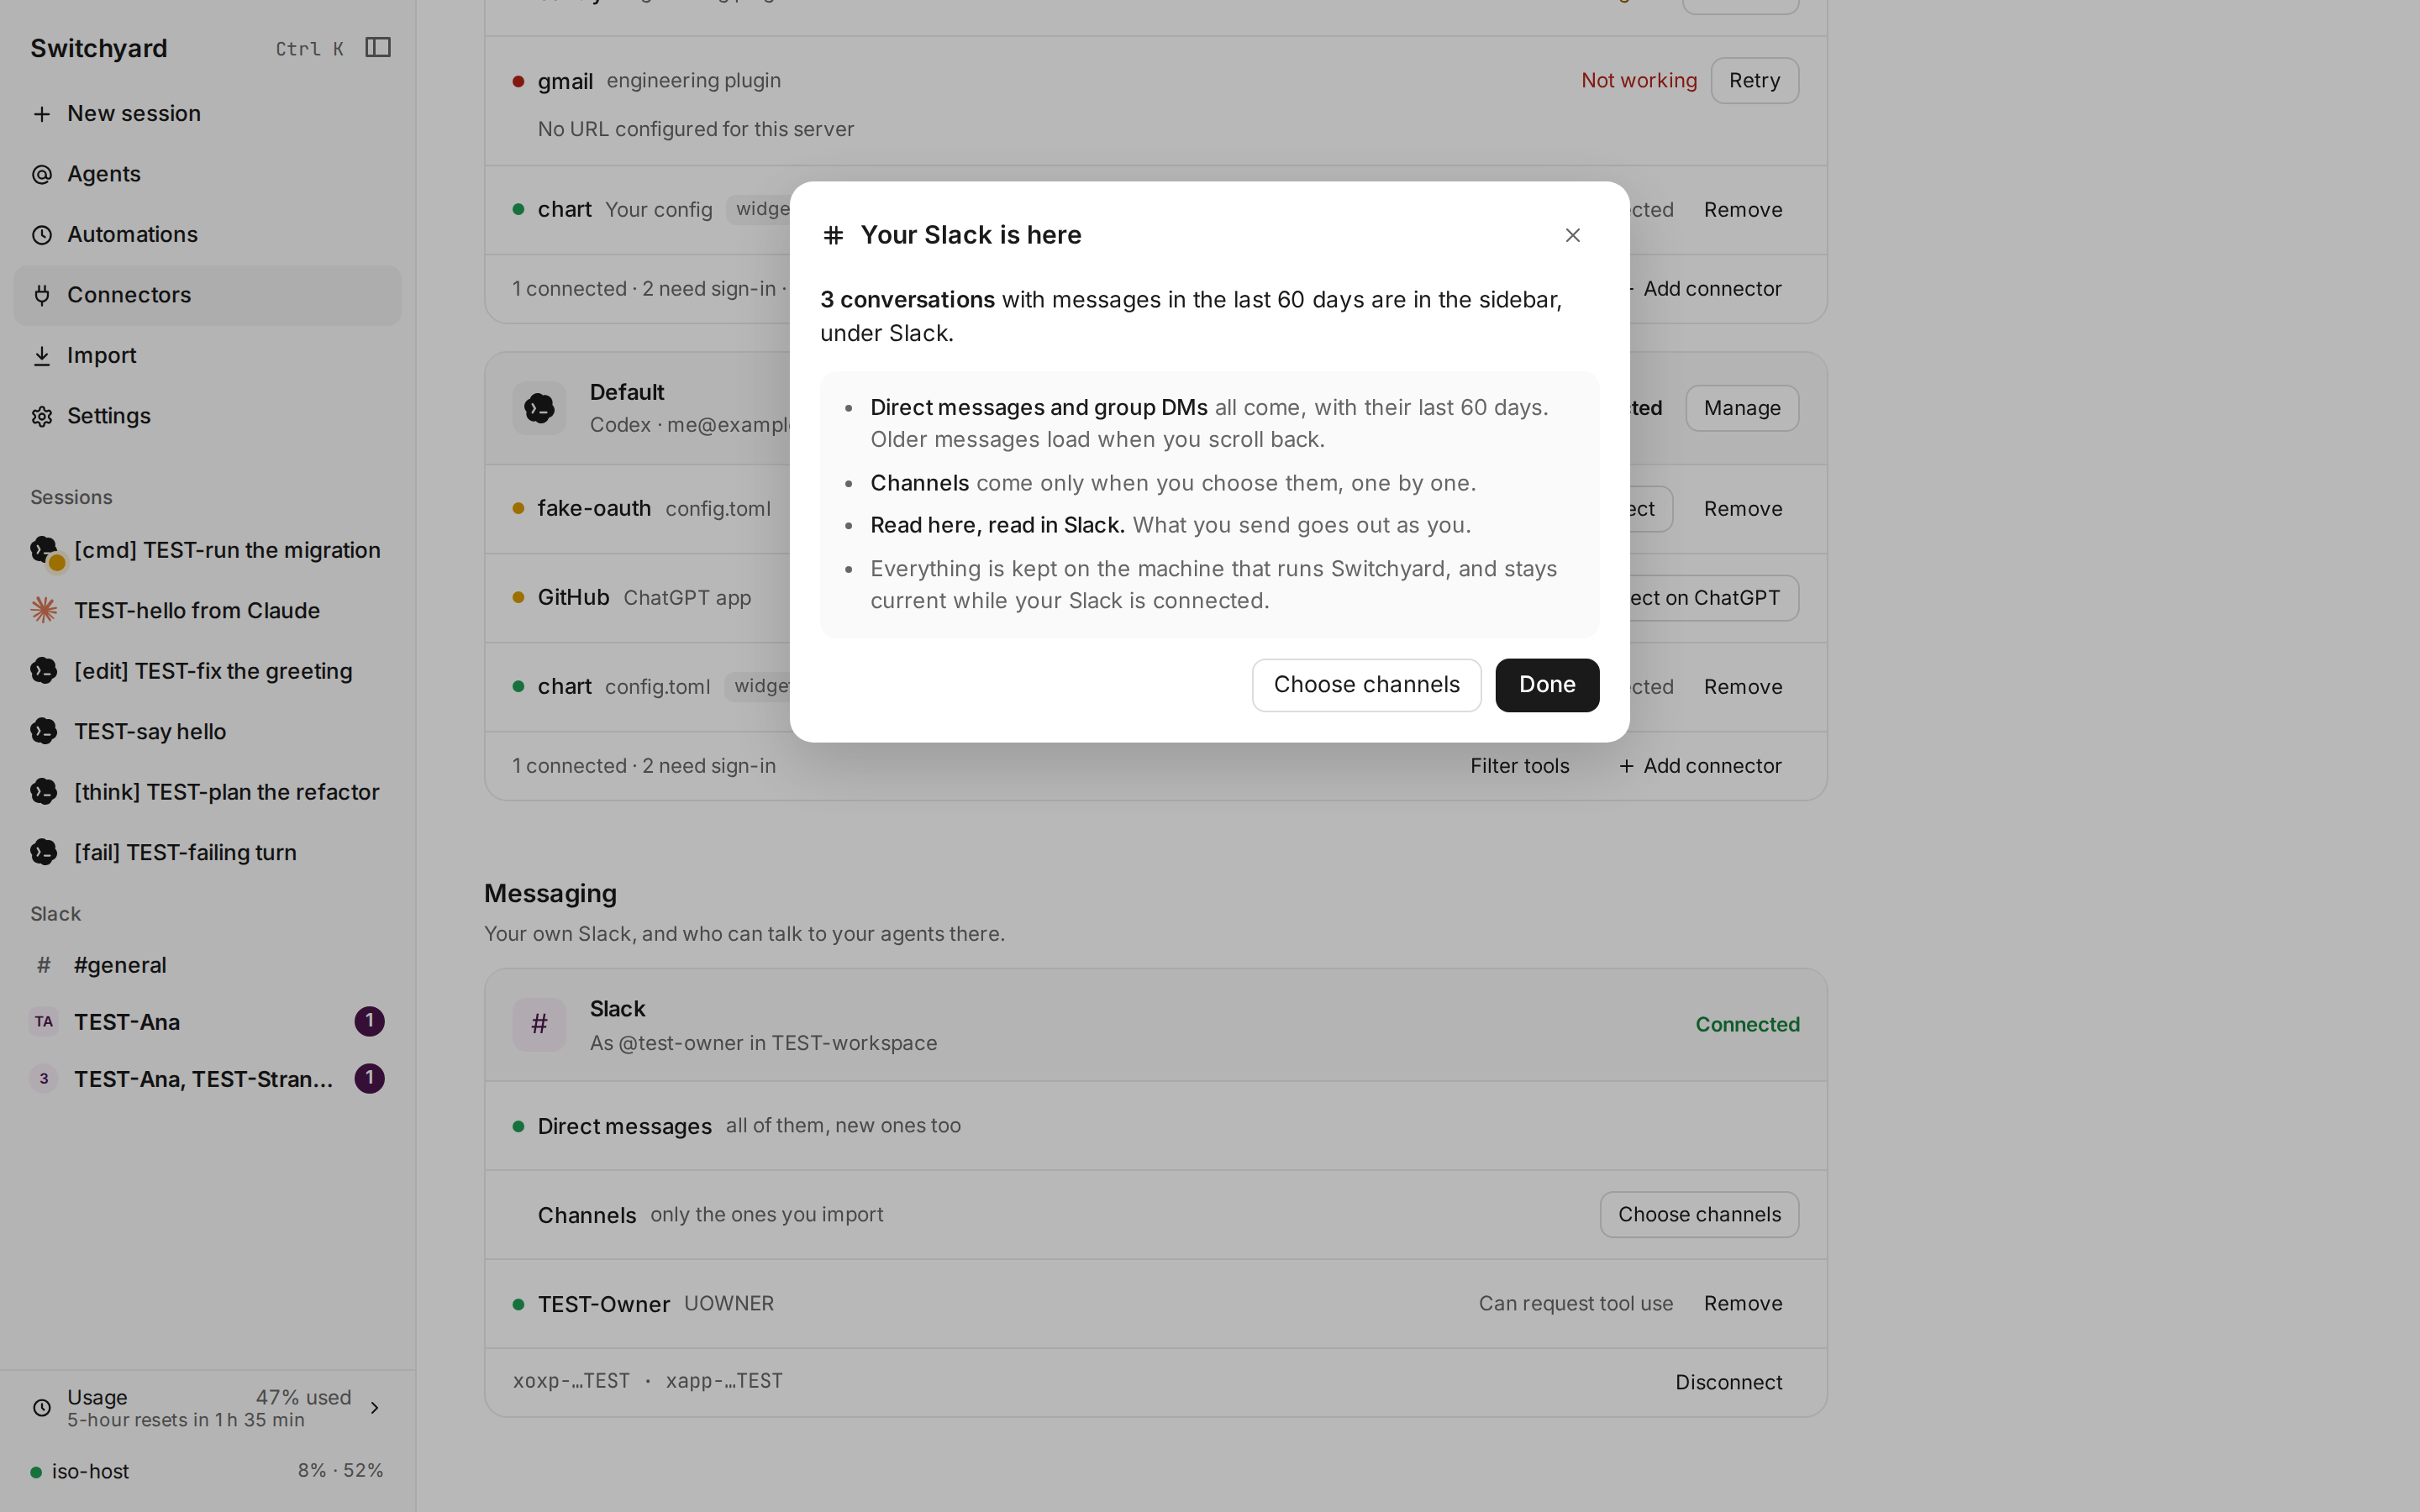 Switchyard
Ctrl K
New session
Agents
Automations
Connectors
Import
Settings
Sessions
[cmd] TEST-run the migration
TEST-hello from Claude
[edit] TEST-fix the greeting
TEST-say hello
[think] TEST-plan the refactor
[fail] TEST-failing turn
Slack
# #general
TA TEST-Ana 1
3 TEST-Ana, TEST-Stran... 1
Usage 47% used
5-hour resets in 1 h 35 min
iso-host 8% · 52%
gmail engineering plugin Not working Retry
No URL configured for this server
chart Your config Remove
1 connected · 2 need sign-in · Add connector
Your Slack is here
3 conversations with messages in the last 60 days are in the sidebar,
under Slack.
• Direct messages and group DMs all come, with their last 60 days.
Older messages load when you scroll back.
• Channels come only when you choose them, one by one.
• Read here, read in Slack. What you send goes out as you.
• Everything is kept on the machine that runs Switchyard, and stays
current while your Slack is connected.
Choose channels Done
Default Manage
Codex ·
fake-oauth config.toml Remove
GitHub ChatGPT app on ChatGPT
chart config.toml Remove
1 connected · 2 need sign-in Filter tools + Add connector
Messaging
Your own Slack, and who can talk to your agents there.
# Slack Connected
As @test-owner in TEST-workspace
Direct messages all of them, new ones too
Channels only the ones you import Choose channels
TEST-Owner UOWNER Can request tool use Remove
xoxp-…TEST · xapp-…TEST Disconnect